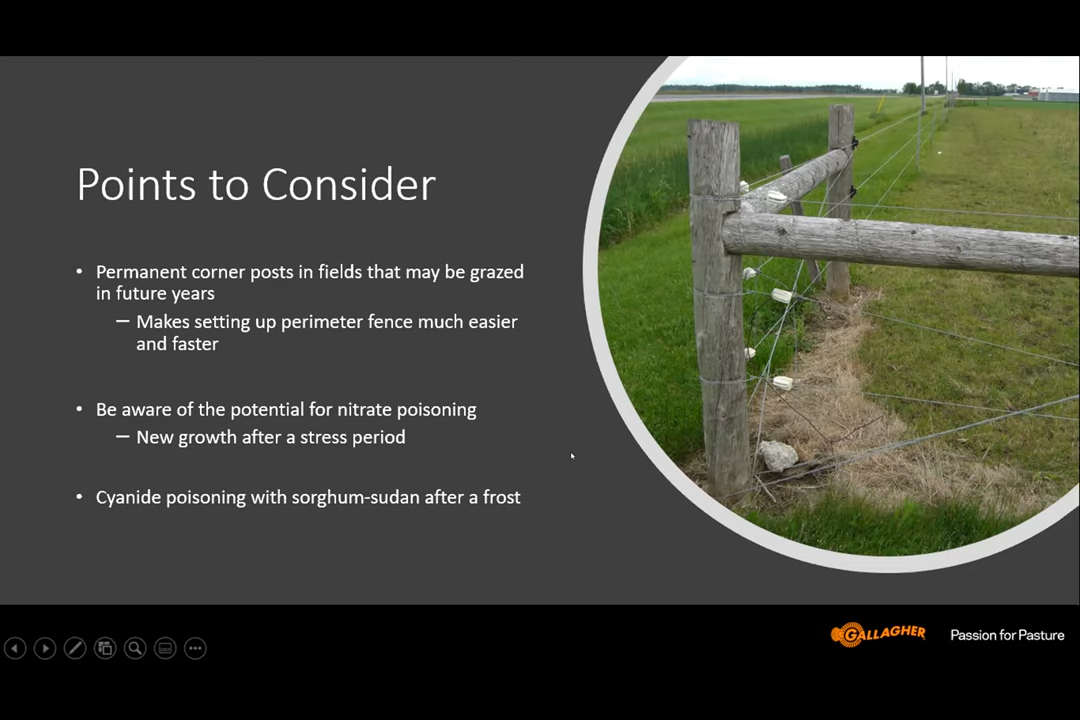 Points to Consider
• Permanent corner posts in fields that may be grazed
in future years
– Makes setting up perimeter fence much easier
and faster
• Be aware of the potential for nitrate poisoning
– New growth after a stress period
• Cyanide poisoning with sorghum-sudan after a frost
GALLAGHER Passion for Pasture